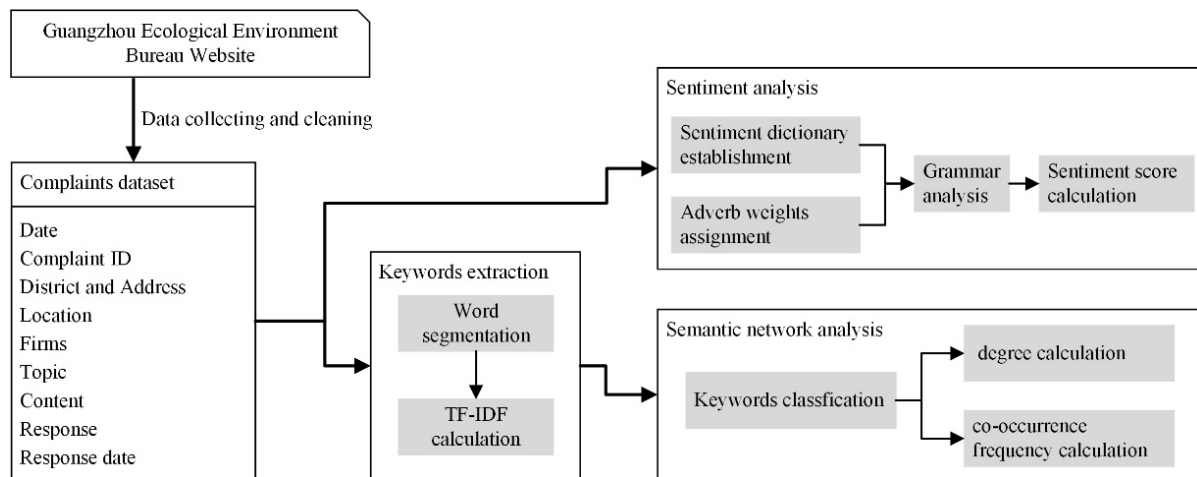 Guangzhou Ecological Environment
Bureau Website
Data collecting and cleaning
Complaints dataset
Date
Complaint ID
District and Address
Location
Firms
Topic
Content
Response
Response date
Keywords extraction
Word
segmentation
TF-IDF
calculation
Sentiment analysis
Sentiment dictionary
establishment
Adverb weights
assignment
Grammar
analysis
Sentiment score
calculation
Semantic network analysis
Keywords classfication
degree calculation
co-occurrence
frequency calculation